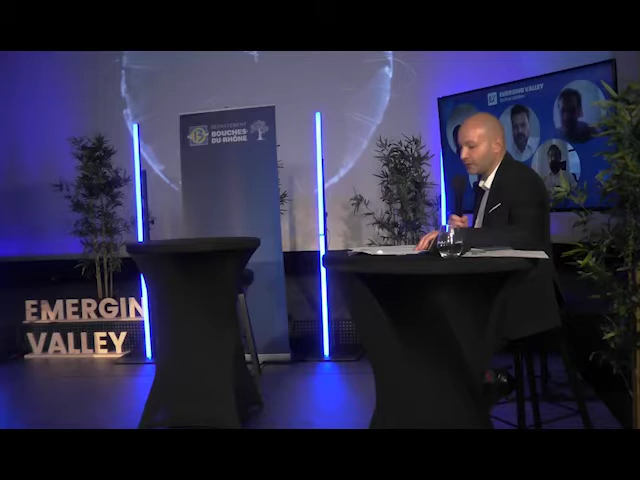 DÉPARTEMENT
BOUCHES-
DU-RHÔNE
EMERGING VALLEY
EMERGIN
VALLEY